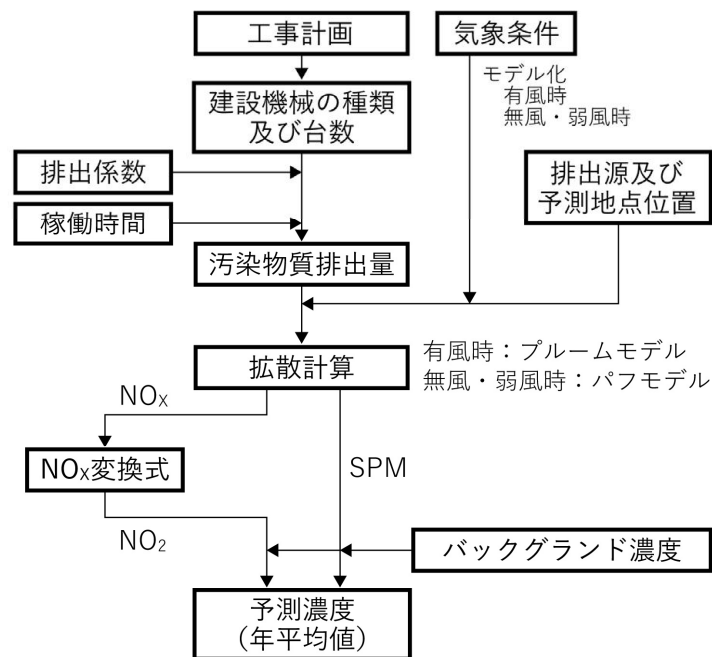 工事計画
気象条件
モデル化
有風時
無風・弱風時
建設機械の種類
及び台数
排出係数
排出源及び
予測地点位置
稼働時間
汚染物質排出量
拡散計算
有風時：プルームモデル
無風・弱風時：パフモデル
NOX
NOX変換式
SPM
NO2
バックグランド濃度
予測濃度
（年平均値）